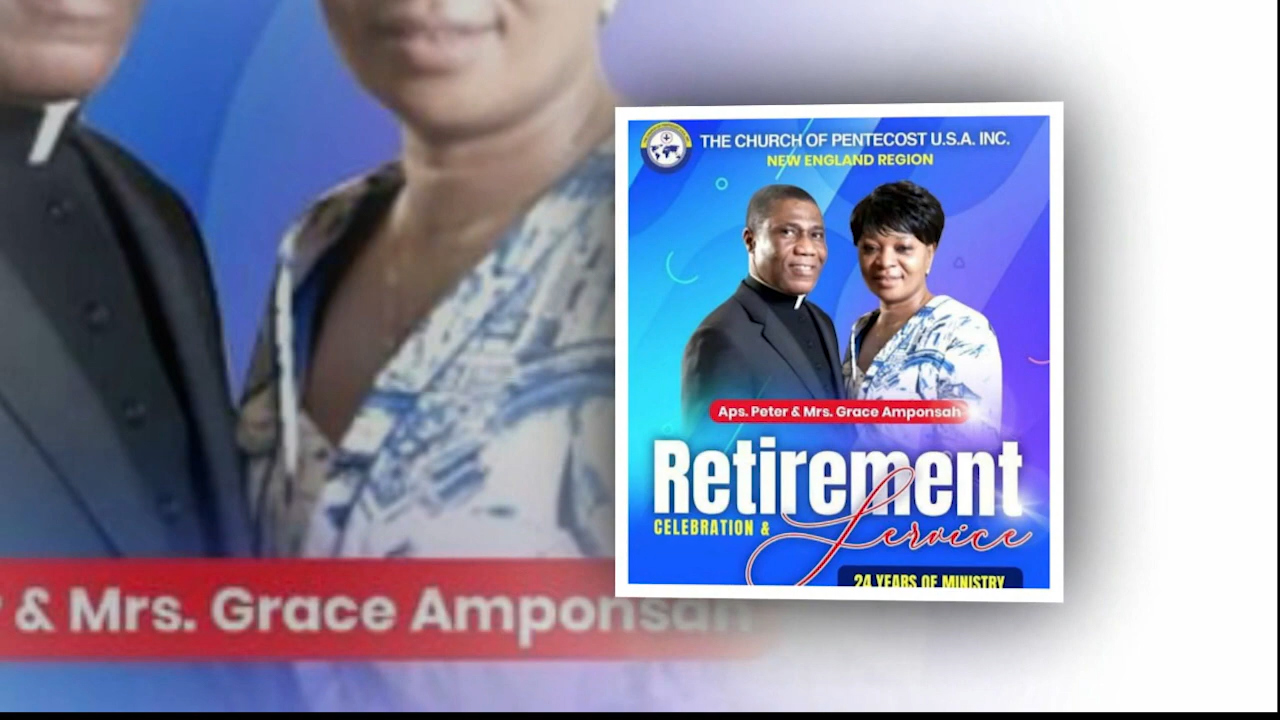 THE CHURCH OF PENTECOST U.S.A. INC.
NEW ENGLAND REGION
Aps. Peter & Mrs. Grace Amponsah
Retirement
CELEBRATION & Service
24 YEARS OF MINISTRY
& Mrs. Grace Amponsah